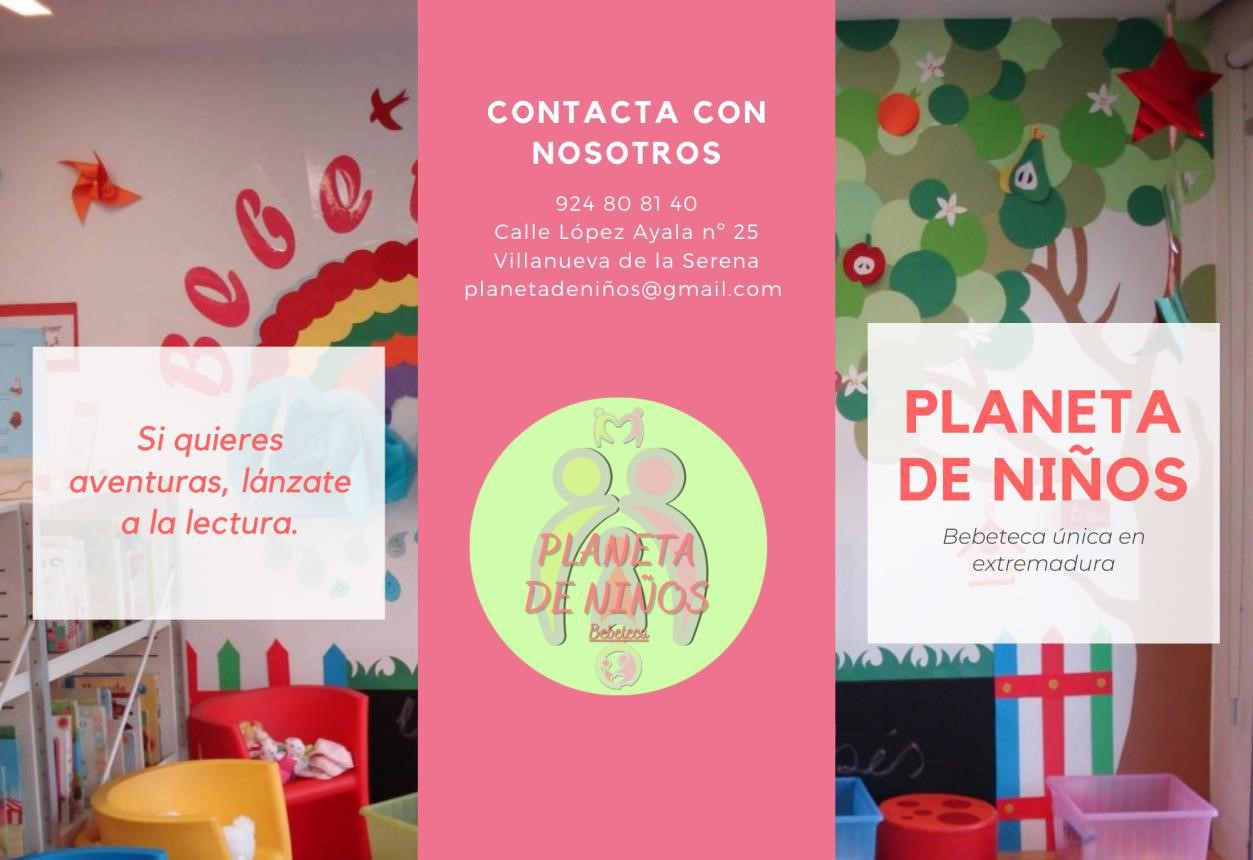 BeBe
Si quieres
aventuras, lánzate
a la lectura.
CONTACTA CON
NOSOTROS
924 80 81 40
Calle López Ayala nº 25
Villanueva de la Serena
planetadeniños@gmail.com
PLANETA
DE NIÑOS
Bebeteca
PLANETA
DE NIÑOS
Bebeteca única en
extremadura